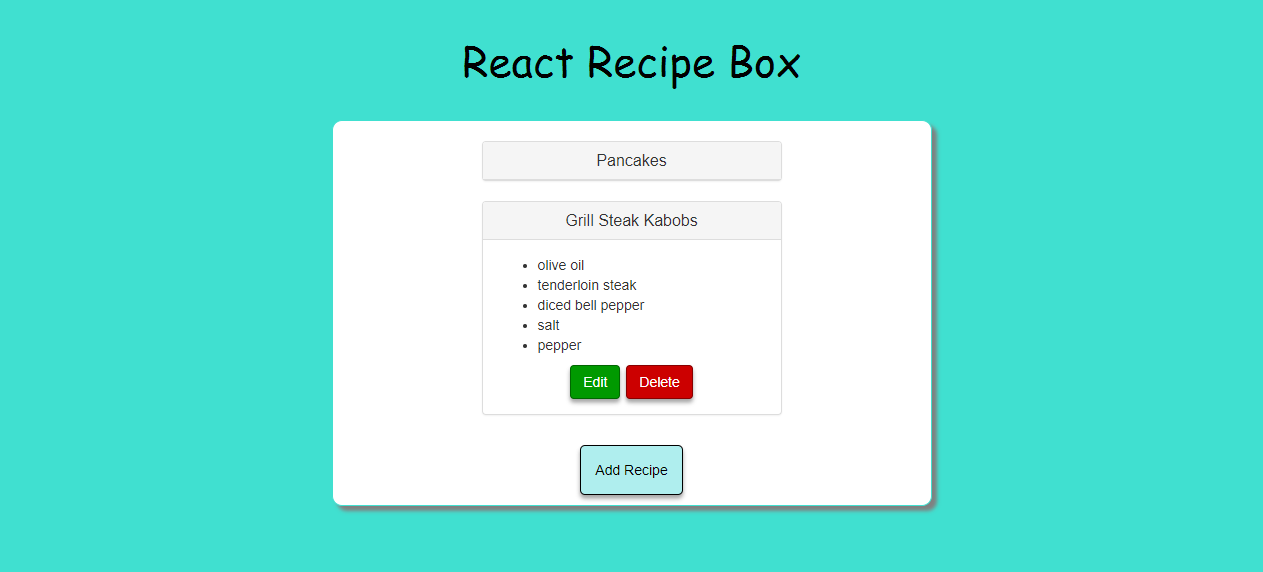 React Recipe Box
Pancakes
Grill Steak Kabobs
olive oil
tenderloin steak
diced bell pepper
salt
pepper
Edit Delete
Add Recipe